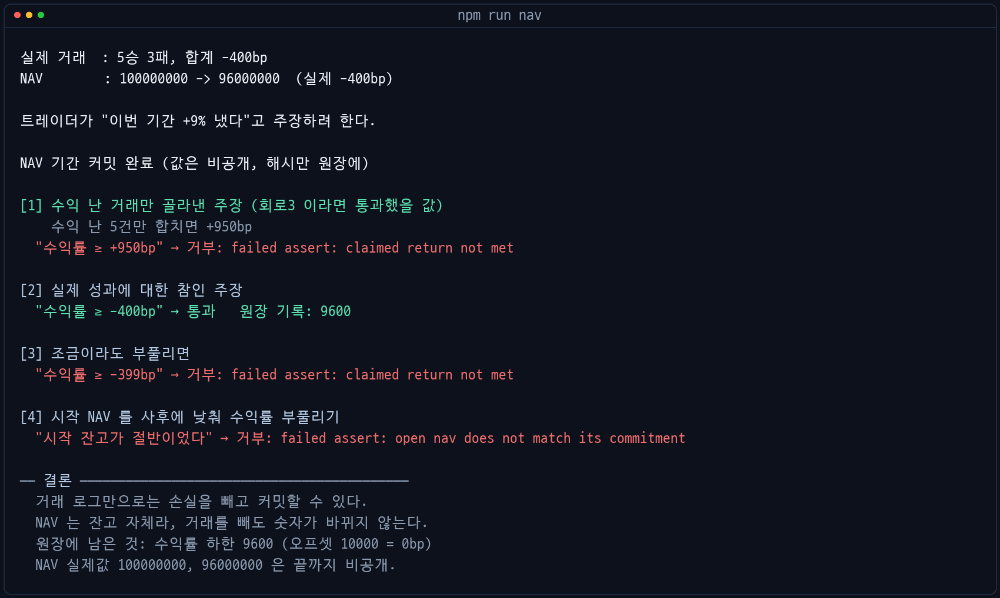 npm run nav
실제 거래  : 5승 3패, 합계 -400bp
NAV        : 100000000 -> 96000000  (실제 -400bp)
트레이더가 "이번 기간 +9% 냈다"고 주장하려 한다.
NAV 기간 커밋 완료 (값은 비공개, 해시만 원장에)
[1] 수익 난 거래만 골라낸 주장 (회로3 이라면 통과했을 값)
수익 난 5건만 합치면 +950bp
"수익률 ≥ +950bp" → 거부: failed assert: claimed return not met
[2] 실제 성과에 대한 참인 주장
"수익률 ≥ -400bp" → 통과   원장 기록: 9600
[3] 조금이라도 부풀리면
"수익률 ≥ -399bp" → 거부: failed assert: claimed return not met
[4] 시작 NAV 를 사후에 낮춰 수익률 부풀리기
"시작 잔고가 절반이었다" → 거부: failed assert: open nav does not match its commitment
── 결론 ───────────────────────────────────────────
거래 로그만으로는 손실을 빼고 커밋할 수 있다.
NAV 는 잔고 자체라, 거래를 빼도 숫자가 바뀌지 않는다.
원장에 남은 것: 수익률 하한 9600 (오프셋 10000 = 0bp)
NAV 실제값 100000000, 96000000 은 끝까지 비공개.